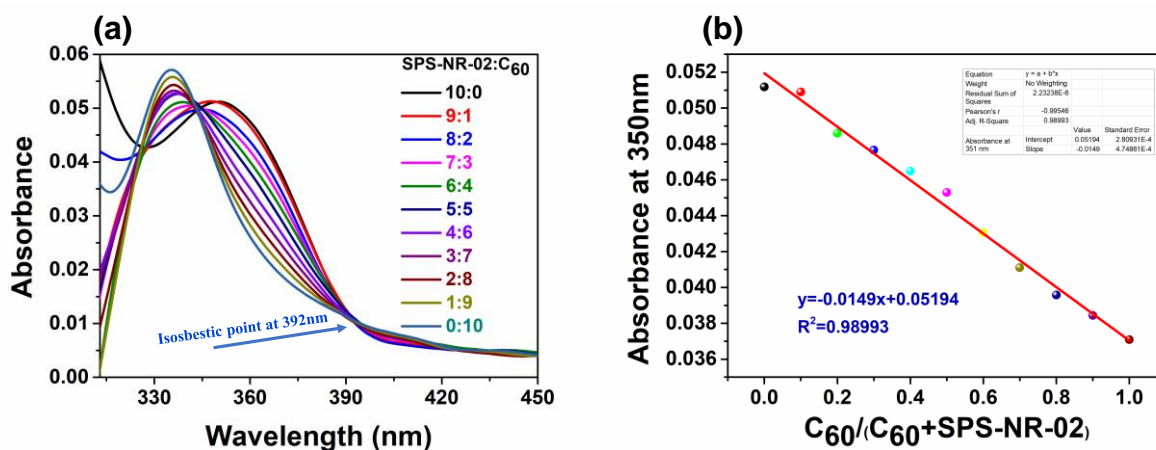 (a)
SPS-NR-02:C60
10:0
9:1
8:2
7:3
6:4
5:5
4:6
3:7
2:8
1:9
0:10
Isosbestic point at 392nm
Absorbance
0.06
0.05
0.04
0.03
0.02
0.01
0.00
330 360 390 420 450
Wavelength (nm)
(b)
Absorbance at 350nm
0.052
0.050
0.048
0.046
0.044
0.042
0.040
0.038
0.036
Equation y = a + b*x
Weight No Weighting
Residual Sum of Squares 2.23238E-6
Pearson's r -0.99546
Adj. R-Square 0.98993
Value Standard Error
Absorbance at 351 nm Intercept 0.05194 2.80931E-4
Slope -0.0149 4.74861E-4
y=-0.0149x+0.05194
R2=0.98993
0.0 0.2 0.4 0.6 0.8 1.0
C60/(C60+SPS-NR-02)